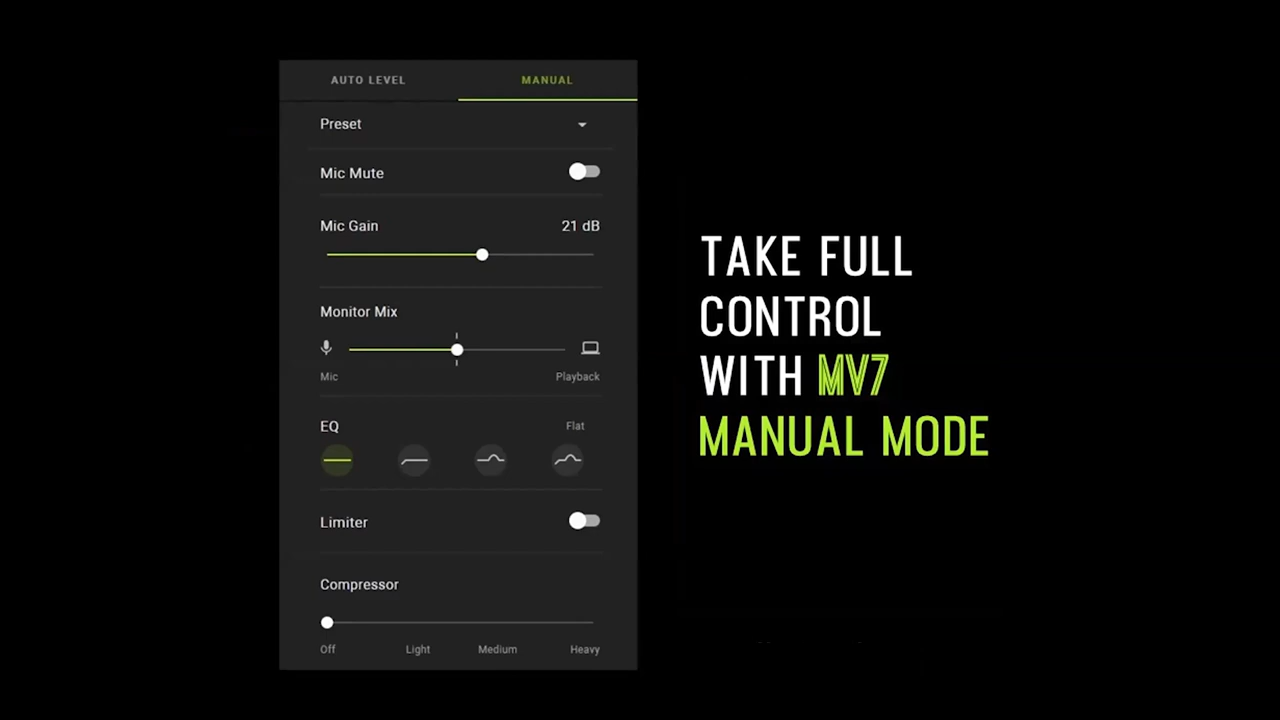 AUTO LEVEL MANUAL
Preset
Mic Mute
Mic Gain 21 dB
Monitor Mix
Mic Playback
EQ Flat
Limiter
Compressor
Off Light Medium Heavy
TAKE FULL
CONTROL
WITH MV7
MANUAL MODE